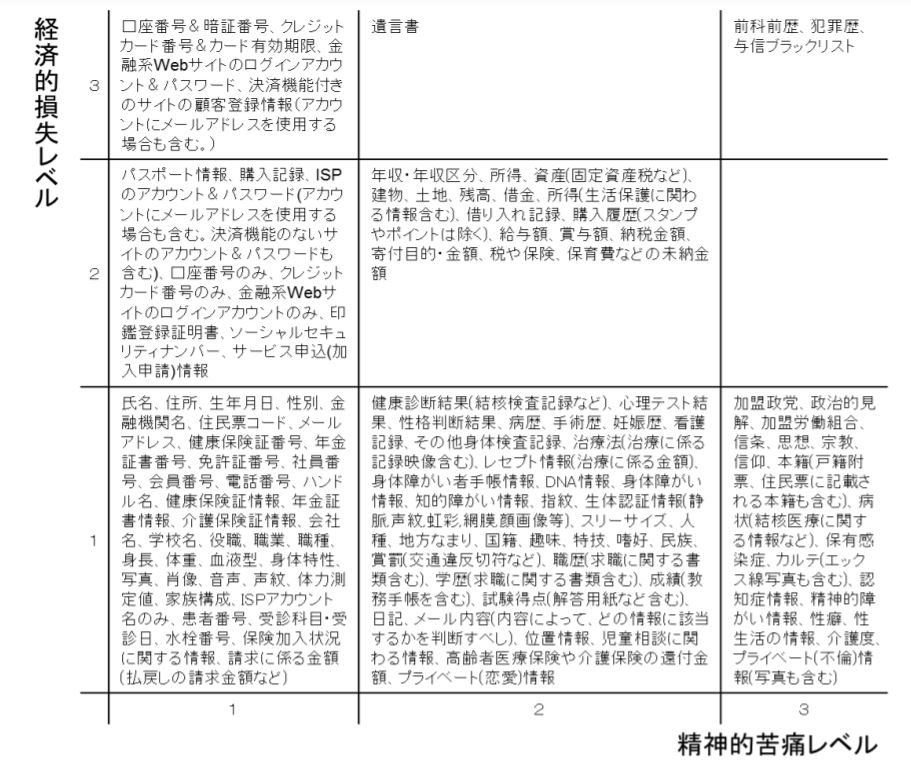 経済的損失レベル
3
口座番号＆暗証番号、クレジット
カード番号＆カード有効期限、金
融系Webサイトのログインアカウ
ント＆パスワード、決済機能付き
のサイトの顧客登録情報(アカウ
ントにメールアドレスを使用する
場合も含む。)
遺言書
前科前歴、犯罪歴、
与信ブラックリスト
2
パスポート情報、購入記録、ISP
のアカウント＆パスワード(アカウ
ントにメールアドレスを使用する
場合も含む。決済機能のないサ
イトのアカウント＆パスワードも
含む)、口座番号のみ、クレジット
カード番号のみ、金融系Webサ
イトのログインアカウントのみ、印
鑑登録証明書、ソーシャルセキュ
リティナンバー、サービス申込(加
入申請)情報
年収・年収区分、所得、資産(固定資産税など)、
建物、土地、残高、借金、所得(生活保護に関わ
る情報含む)、借り入れ記録、購入履歴(スタンプ
やポイントは除く)、給与額、賞与額、納税金額、
寄付目的・金額、税や保険、保育費などの未納金
額
1
氏名、住所、生年月日、性別、金
融機関名、住民票コード、メール
アドレス、健康保険証番号、年金
証書番号、免許証番号、社員番
号、会員番号、電話番号、ハンド
ル名、健康保険証情報、年金証
書情報、介護保険証情報、会社
名、学校名、役職、職業、職種、
身長、体重、血液型、身体特性、
写真、肖像、音声、声紋、体力測
定値、家族構成、ISPアカウント
名のみ、患者番号、受診科目・受
診日、水栓番号、保険加入状況
に関する情報、請求に係る金額
(払戻しの請求金額など)
健康診断結果(結核検査記録など)、心理テスト結
果、性格判断結果、病歴、手術歴、妊娠歴、看護
記録、その他身体検査記録、治療法(治療に係る
記録映像含む)、レセプト情報(治療に係る金額)、
身体障がい者手帳情報、DNA情報、身体障がい
情報、知的障がい情報、指紋、生体認証情報(静
脈,声紋,虹彩,網膜,顔画像等)、スリーサイズ、人
種、地方なまり、国籍、趣味、特技、嗜好、民族、
賞罰(交通違反切符など)、職歴(求職に関する書
類含む)、学歴(求職に関する書類含む)、成績(教
務手帳を含む)、試験得点(解答用紙など含む)、
日記、メール内容(内容によって、どの情報に該当
するかを判断すべし)、位置情報、児童相談に関
わる情報、高齢者医療保険や介護保険の還付金
額、プライベート(恋愛)情報
加盟政党、政治的見
解、加盟労働組合、
信条、思想、宗教、
信仰、本籍(戸籍附
票、住民票に記載さ
れる本籍も含む)、病
状(結核医療に関す
る情報など)、保有感
染症、カルテ(エック
ス線写真も含む)、認
知症情報、精神的障
がい情報、性癖、性
生活の情報、介護度、
プライベート(不倫)情
報(写真も含む)
1
2
3
精神的苦痛レベル